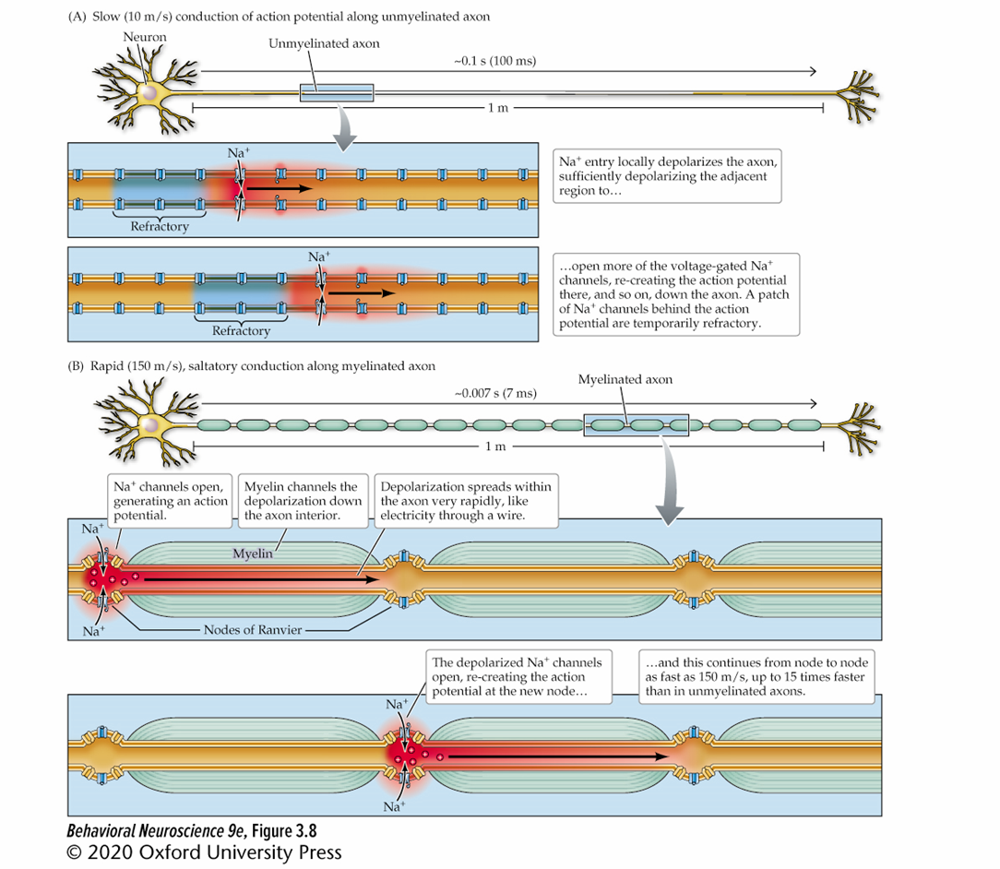 (A) Slow (10 m/s) conduction of action potential along unmyelinated axon
Neuron
Unmyelinated axon
~0.1 s (100 ms)
1 m
Na⁺
Refractory
Na⁺ entry locally depolarizes the axon,
sufficiently depolarizing the adjacent
region to…
Na⁺
Refractory
…open more of the voltage-gated Na⁺
channels, re-creating the action potential
there, and so on, down the axon. A patch
of Na⁺ channels behind the action
potential are temporarily refractory.
(B) Rapid (150 m/s), saltatory conduction along myelinated axon
Myelinated axon
~0.007 s (7 ms)
1 m
Na⁺ channels open,
generating an action
potential.
Myelin channels the
depolarization down
the axon interior.
Depolarization spreads within
the axon very rapidly, like
electricity through a wire.
Na⁺
Myelin
Na⁺
Nodes of Ranvier
The depolarized Na⁺ channels
open, re-creating the action
potential at the new node…
…and this continues from node to node
as fast as 150 m/s, up to 15 times faster
than in unmyelinated axons.
Na⁺
Na⁺
Behavioral Neuroscience 9e, Figure 3.8
© 2020 Oxford University Press